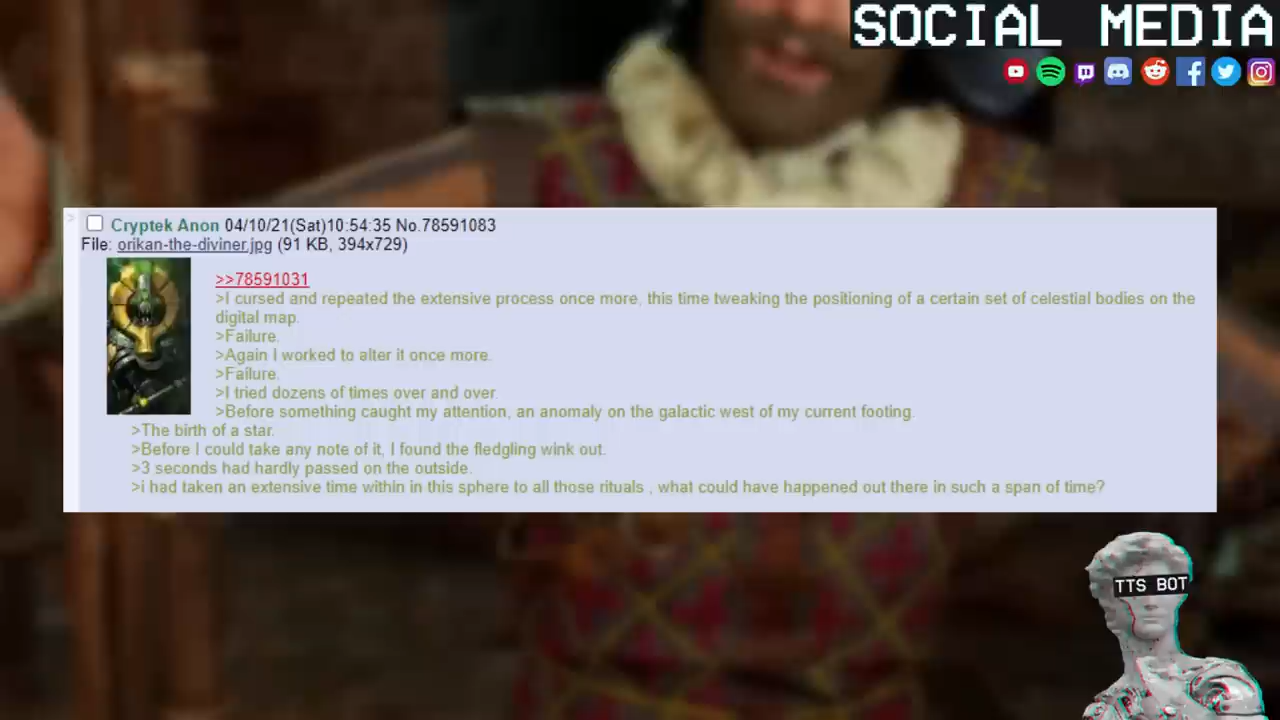 SOCIAL MEDIA
> Cryptek Anon 04/10/21(Sat)10:54:35 No.78591083
File: orikan-the-diviner.jpg (91 KB, 394x729)
>>78591031
>I cursed and repeated the extensive process once more, this time tweaking the positioning of a certain set of celestial bodies on the
digital map.
>Failure.
>Again I worked to alter it once more.
>Failure.
>I tried dozens of times over and over.
>Before something caught my attention, an anomaly on the galactic west of my current footing.
>The birth of a star.
>Before I could take any note of it, I found the fledgling wink out.
>3 seconds had hardly passed on the outside.
>i had taken an extensive time within in this sphere to all those rituals , what could have happened out there in such a span of time?
TTS BOT